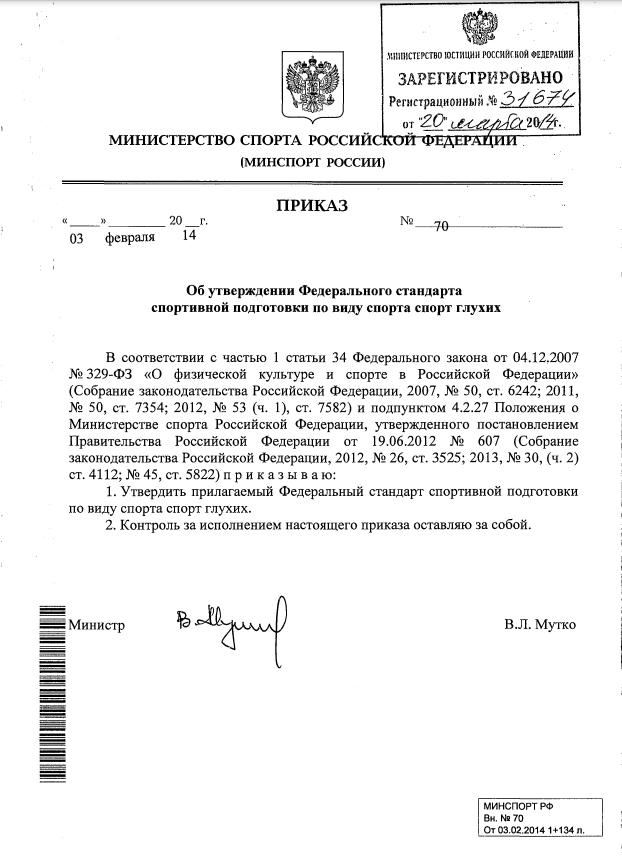 МИНИСТЕРСТВО ЮСТИЦИИ РОССИЙСКОЙ ФЕДЕРАЦИИ
ЗАРЕГИСТРИРОВАНО
Регистрационный № 31674
от "20" марта 2014г.
МИНИСТЕРСТВО СПОРТА РОССИЙСКОЙ ФЕДЕРАЦИИ
(МИНСПОРТ РОССИИ)
ПРИКАЗ
«____» ________ 20 __г. №
03 февраля 14 70
Об утверждении Федерального стандарта
спортивной подготовки по виду спорта спорт глухих
В соответствии с частью 1 статьи 34 Федерального закона от 04.12.2007
№ 329-ФЗ «О физической культуре и спорте в Российской Федерации»
(Собрание законодательства Российской Федерации, 2007, № 50, ст. 6242; 2011,
№ 50, ст. 7354; 2012, № 53 (ч. 1), ст. 7582) и подпунктом 4.2.27 Положения о
Министерстве спорта Российской Федерации, утвержденного постановлением
Правительства Российской Федерации от 19.06.2012 № 607 (Собрание
законодательства Российской Федерации, 2012, № 26, ст. 3525; 2013, № 30, (ч. 2)
ст. 4112; № 45, ст. 5822) п р и к а з ы в а ю:
1. Утвердить прилагаемый Федеральный стандарт спортивной подготовки
по виду спорта спорт глухих.
2. Контроль за исполнением настоящего приказа оставляю за собой.
Министр В.Л. Мутко
МИНСПОРТ РФ
Вн. № 70
От 03.02.2014 1+134 л.